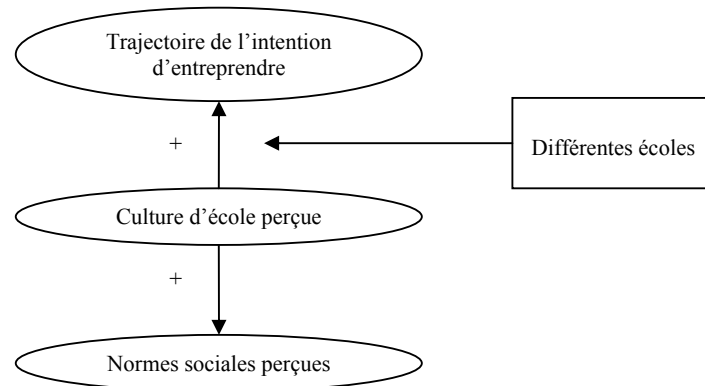 Trajectoire de l’intention
d’entreprendre
+
Différentes écoles
Culture d’école perçue
+
Normes sociales perçues